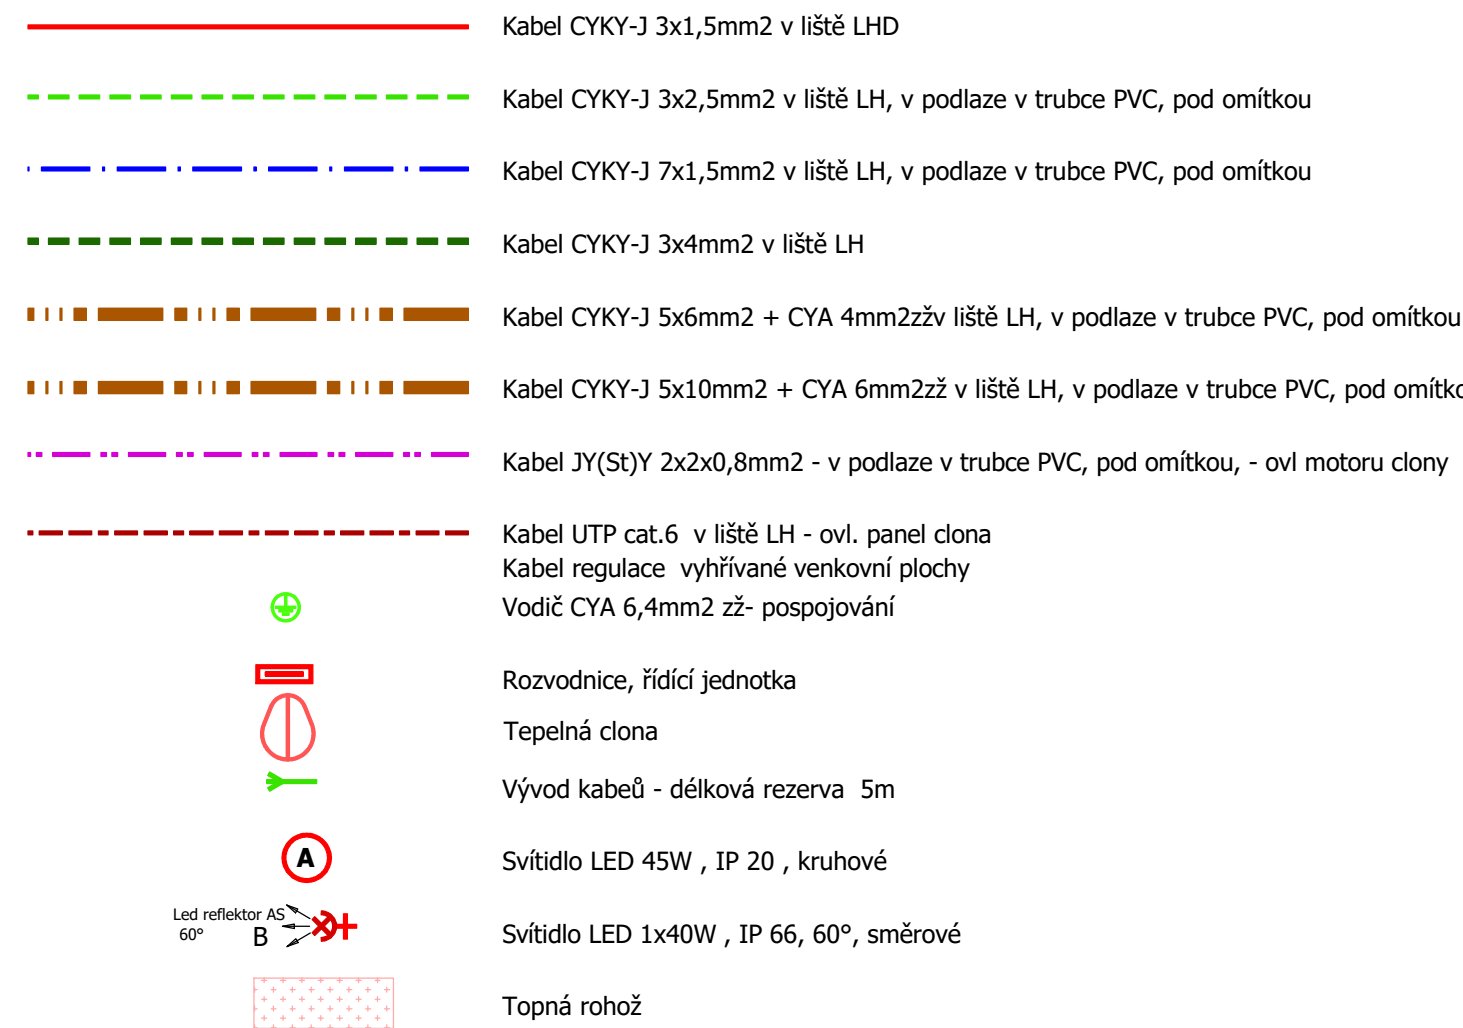 Kabel CYKY-J 3x1,5mm2 v liště LHD
Kabel CYKY-J 3x2,5mm2 v liště LH, v podlaze v trubce PVC, pod omítkou
Kabel CYKY-J 7x1,5mm2 v liště LH, v podlaze v trubce PVC, pod omítkou
Kabel CYKY-J 3x4mm2 v liště LH
Kabel CYKY-J 5x6mm2 + CYA 4mm2zžv liště LH, v podlaze v trubce PVC, pod omítkou
Kabel CYKY-J 5x10mm2 + CYA 6mm2zž v liště LH, v podlaze v trubce PVC, pod
Kabel JY(St)Y 2x2x0,8mm2 - v podlaze v trubce PVC, pod omítkou, - ovl motoru clony
Kabel UTP cat.6  v liště LH - ovl. panel clona
Kabel regulace  vyhřívané venkovní plochy
Vodič CYA 6,4mm2 zž- pospojování
Rozvodnice, řídící jednotka
Tepelná clona
Vývod kabeů - délková rezerva  5m
A
Svítidlo LED 45W , IP 20 , kruhové
Led reflektor AS
60°
B
Svítidlo LED 1x40W , IP 66, 60°, směrové
Topná rohož